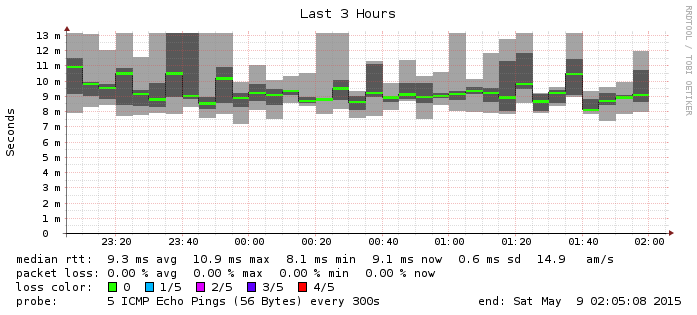 Last 3 Hours
RRDTOOL / TOBI OETIKER
Seconds
13 m
12 m
11 m
10 m
9 m
8 m
7 m
6 m
5 m
4 m
3 m
2 m
1 m
0
23:20 23:40 00:00 00:20 00:40 01:00 01:20 01:40 02:00
median rtt: 9.3 ms avg 10.9 ms max 8.1 ms min 9.1 ms now 0.6 ms sd 14.9 am/s
packet loss: 0.00 % avg 0.00 % max 0.00 % min 0.00 % now
loss color: 0 1/5 2/5 3/5 4/5
probe: 5 ICMP Echo Pings (56 Bytes) every 300s end: Sat May 9 02:05:08 2015